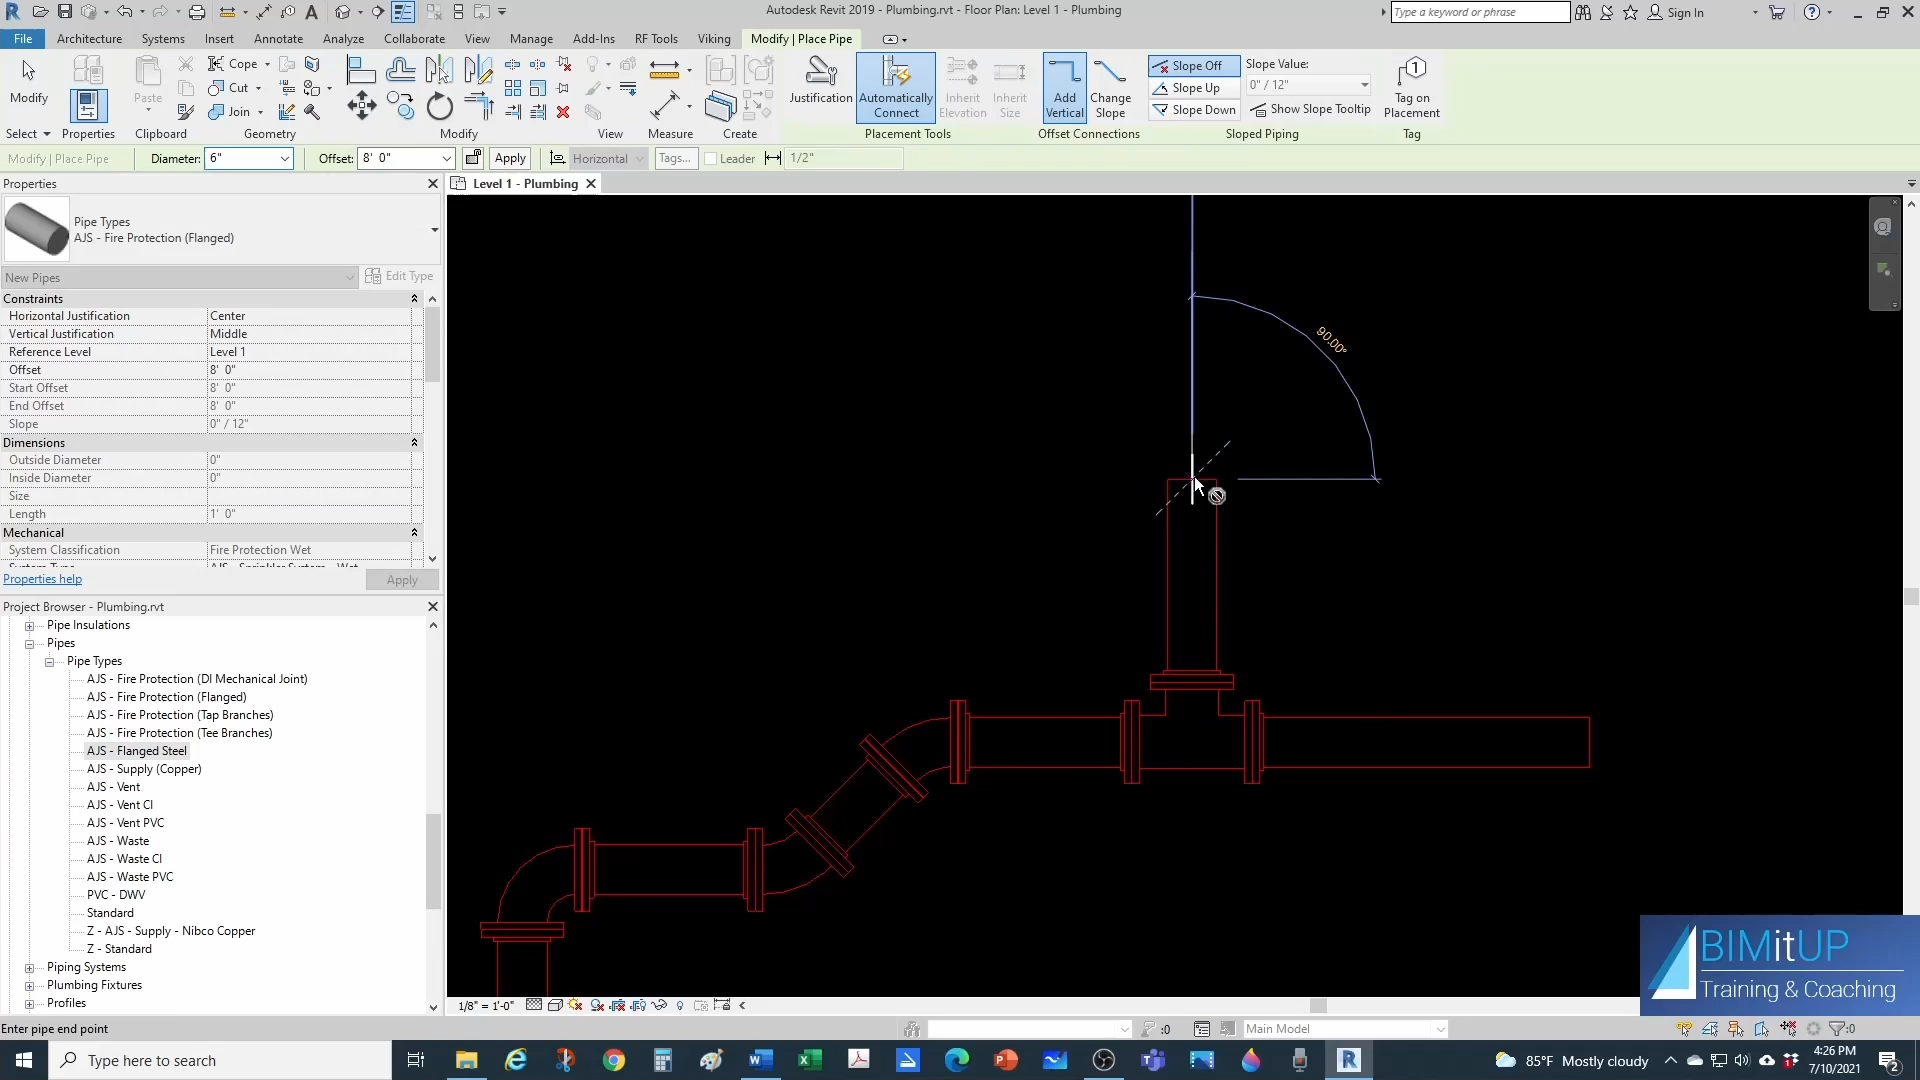 Autodesk Revit 2019 - Plumbing.rvt - Floor Plan: Level 1 - Plumbing
Type a keyword or phrase
Sign In
File Architecture Systems Insert Annotate Analyze Collaborate View Manage Add-Ins RF Tools Viking Modify | Place Pipe
Modify
Paste
Cope
Cut
Join
Justification
Automatically
Connect
Inherit
Elevation
Inherit
Size
Add
Vertical
Change
Slope
Slope Off
Slope Up
Slope Down
Slope Value:
0" / 12"
Show Slope Tooltip
1
Tag on
Placement
Select Properties Clipboard Geometry Modify View Measure Create Placement Tools Offset Connections Sloped Piping Tag
Modify | Place Pipe Diameter: 6" Offset: 8' 0" Apply Horizontal Tags... Leader 1/2"
Properties
Level 1 - Plumbing
Pipe Types
AJS - Fire Protection (Flanged)
New Pipes Edit Type
Constraints
Horizontal Justification Center
Vertical Justification Middle
Reference Level Level 1
Offset 8' 0"
Start Offset 8' 0"
End Offset 8' 0"
Slope 0" / 12"
Dimensions
Outside Diameter 0"
Inside Diameter 0"
Size
Length 1' 0"
Mechanical
System Classification Fire Protection Wet
System Type AJS - Sprinkler System - Wet
Properties help Apply
Project Browser - Plumbing.rvt
Pipe Insulations
Pipes
Pipe Types
AJS - Fire Protection (DI Mechanical Joint)
AJS - Fire Protection (Flanged)
AJS - Fire Protection (Tap Branches)
AJS - Fire Protection (Tee Branches)
AJS - Flanged Steel
AJS - Supply (Copper)
AJS - Vent
AJS - Vent CI
AJS - Vent PVC
AJS - Waste
AJS - Waste CI
AJS - Waste PVC
PVC - DWV
Standard
Z - AJS - Supply - Nibco Copper
Z - Standard
Piping Systems
Plumbing Fixtures
Profiles
90.00°
BIMitUP
Training & Coaching
1/8" = 1'-0"
Enter pipe end point
:0
Main Model
:0
Type here to search
85°F Mostly cloudy
4:26 PM
7/10/2021
2